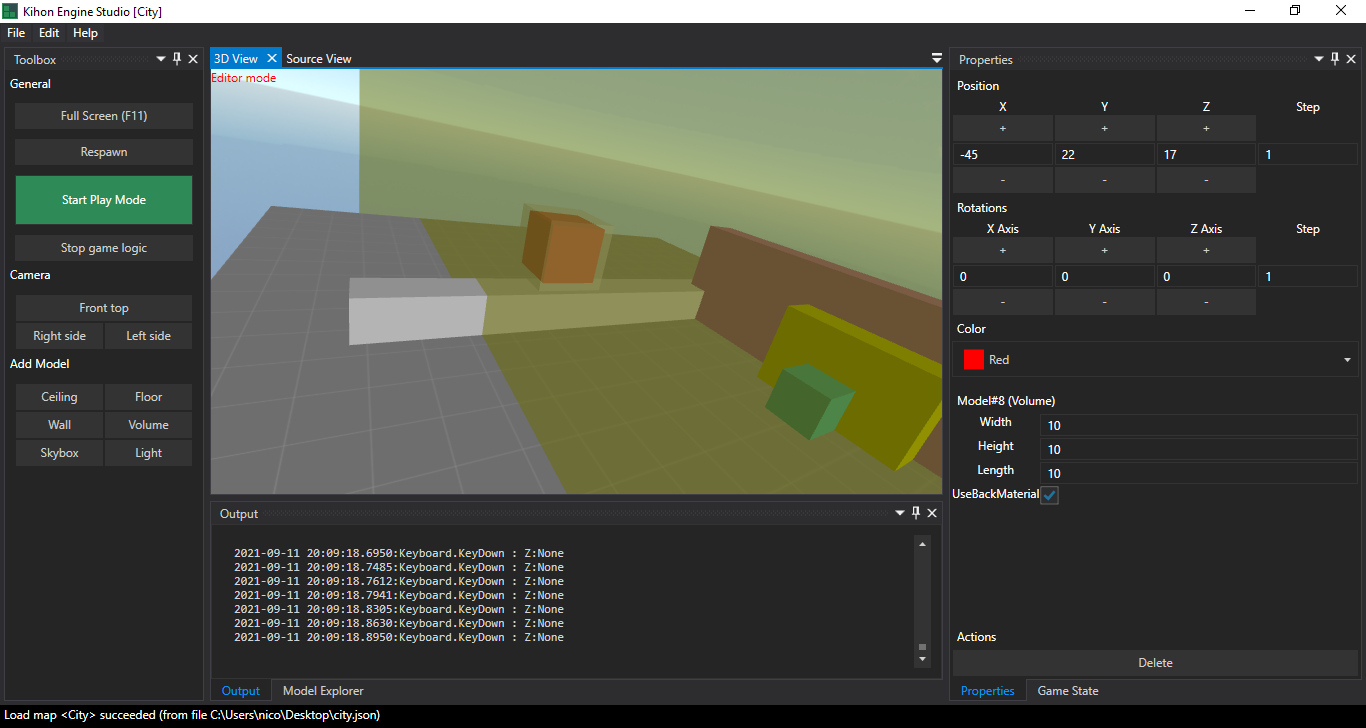 Kihon Engine Studio [City]
File Edit Help
Toolbox
General
Full Screen (F11)
Respawn
Start Play Mode
Stop game logic
Camera
Front top
Right side Left side
Add Model
Ceiling Floor
Wall Volume
Skybox Light
3D View Source View
Editor mode
Output
2021-09-11 20:09:18.6950:Keyboard.KeyDown : Z:None
2021-09-11 20:09:18.7485:Keyboard.KeyDown : Z:None
2021-09-11 20:09:18.7612:Keyboard.KeyDown : Z:None
2021-09-11 20:09:18.7941:Keyboard.KeyDown : Z:None
2021-09-11 20:09:18.8305:Keyboard.KeyDown : Z:None
2021-09-11 20:09:18.8630:Keyboard.KeyDown : Z:None
2021-09-11 20:09:18.8950:Keyboard.KeyDown : Z:None
Output Model Explorer
Properties
Position
X Y Z Step
+ + +
-45 22 17 1
- - -
Rotations
X Axis Y Axis Z Axis Step
+ + +
0 0 0 1
- - -
Color
Red
Model#8 (Volume)
Width 10
Height 10
Length 10
UseBackMaterial
Actions
Delete
Properties Game State
Load map <City> succeeded (from file C:\Users\nico\Desktop\city.json)